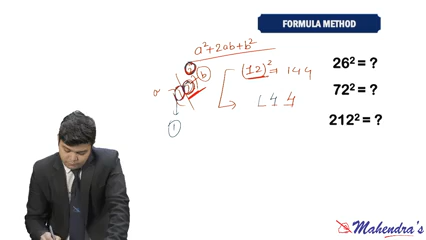 FORMULA METHOD
a²+2ab+b²
26² = ?
b
(12)² = 144
a
72² = ?
144
1
212² = ?
Mahendra's